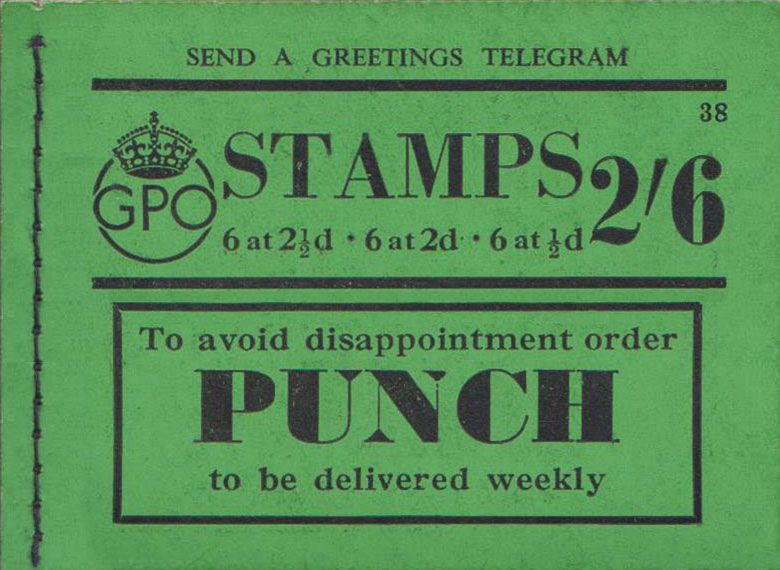 SEND A GREETINGS TELEGRAM
38
GPO
STAMPS 2/6
6 at 2½d · 6 at 2d · 6 at ½d
To avoid disappointment order
PUNCH
to be delivered weekly